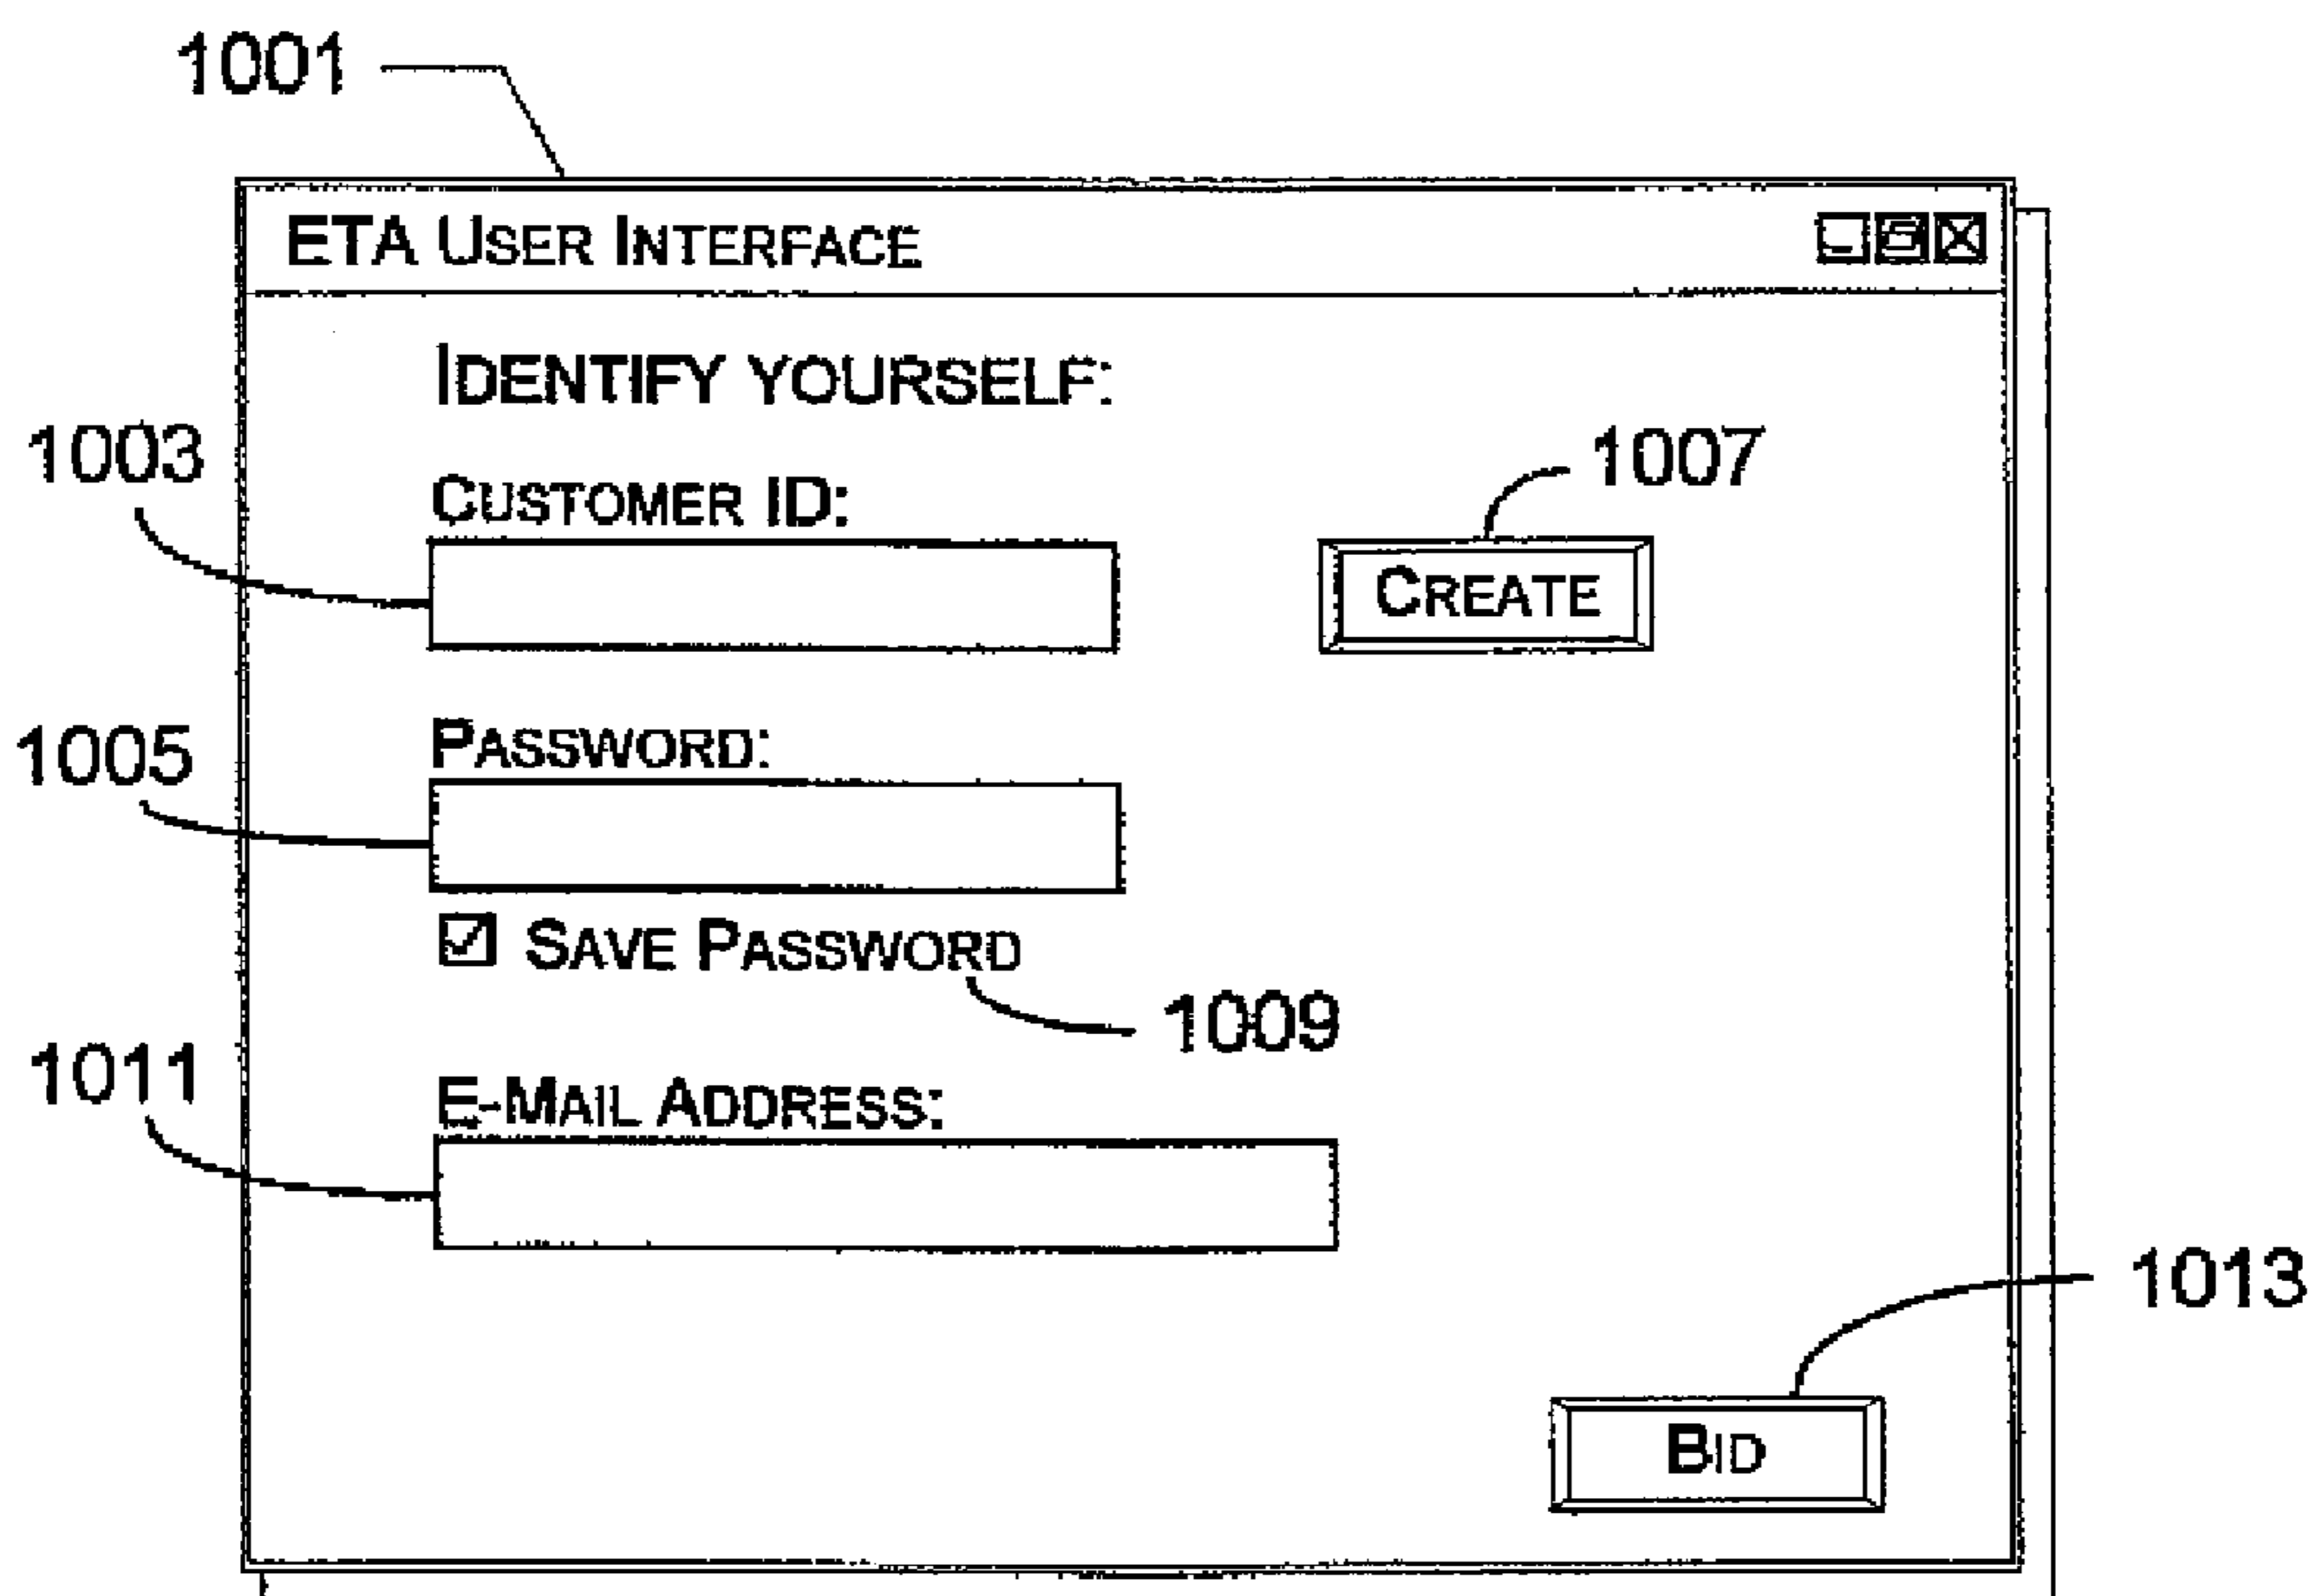 1001
ETA USER INTERFACE
IDENTIFY YOURSELF:
1003
1007
CUSTOMER ID:
CREATE
1005
PASSWORD:
SAVE PASSWORD
1009
1011
E-MAIL ADDRESS:
1013
BID